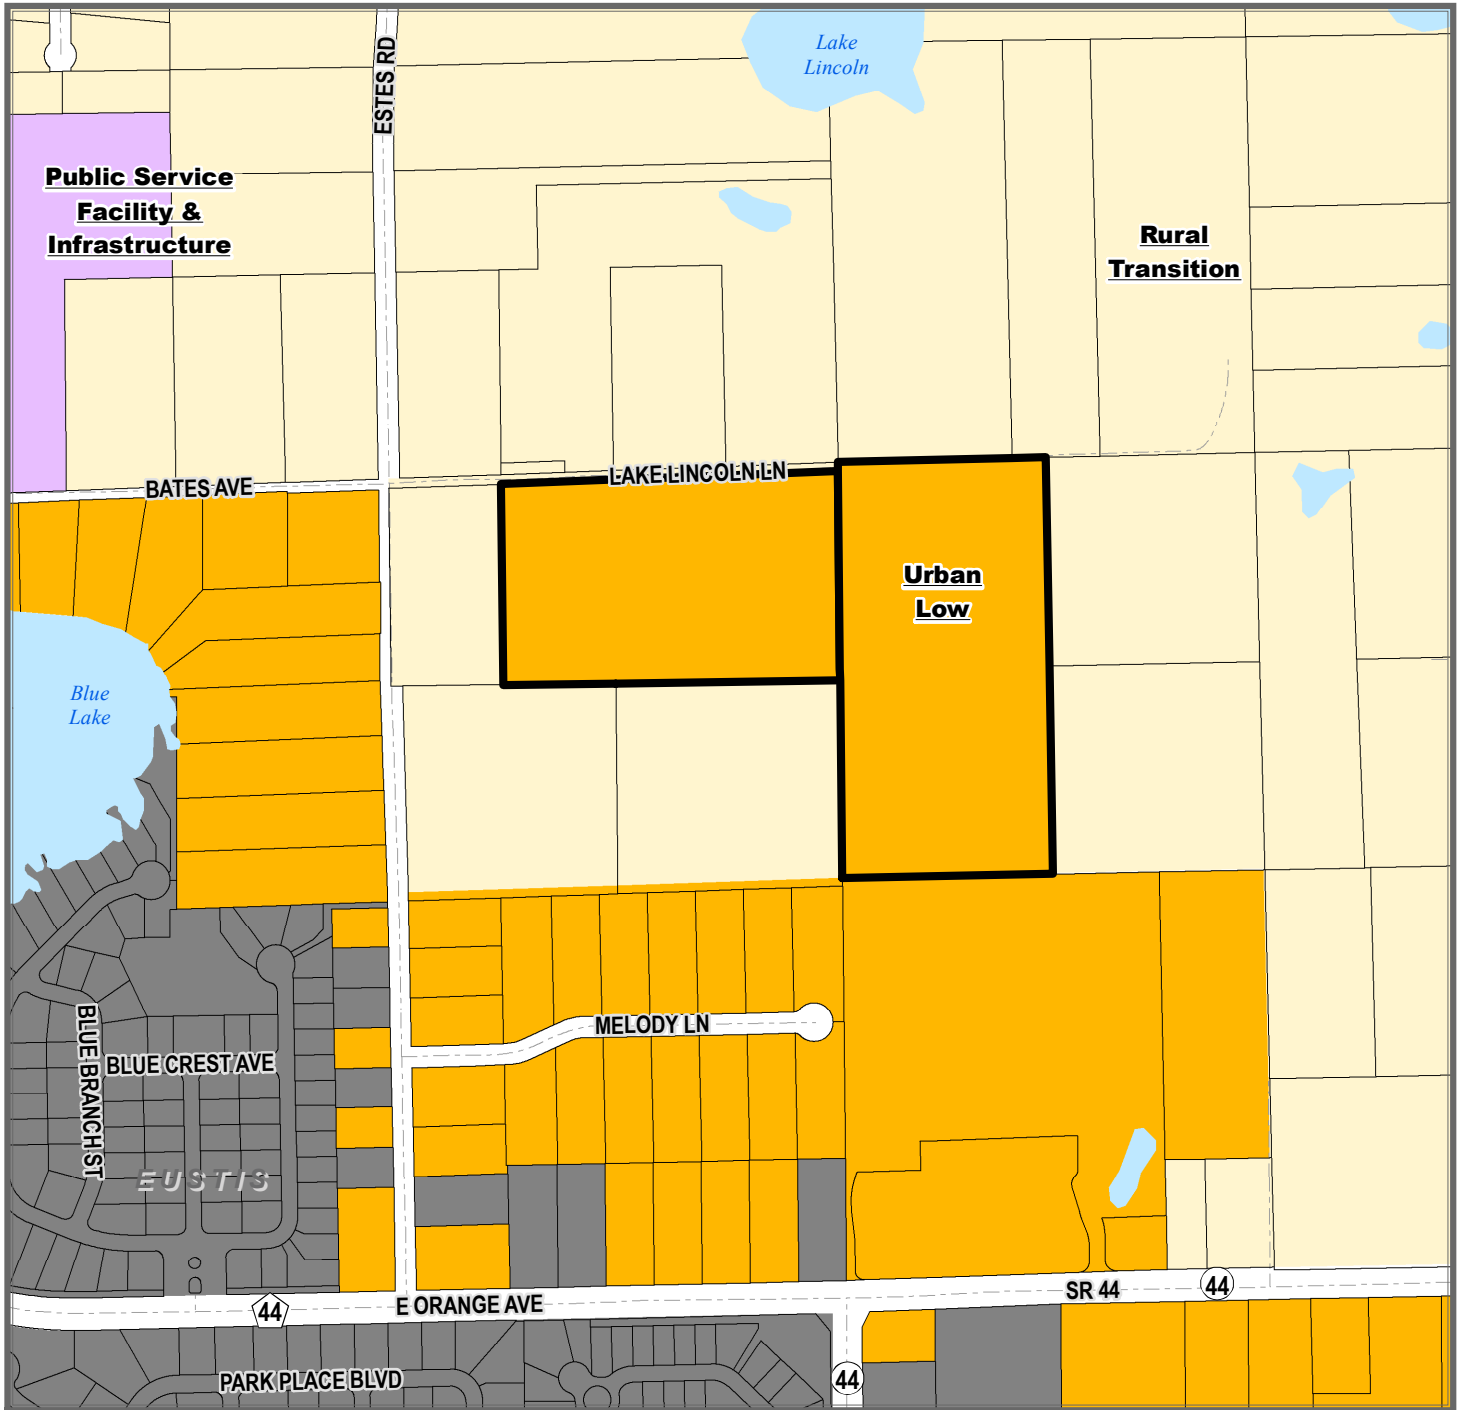 Lake
Lincoln
ESTES RD
Public Service
Facility &
Infrastructure
Rural
Transition
BATES AVE
LAKE LINCOLN LN
Urban
Low
Blue
Lake
MELODY LN
BLUE BRANCH ST
BLUE CREST AVE
EUSTIS
44
E ORANGE AVE
SR 44
44
PARK PLACE BLVD
44